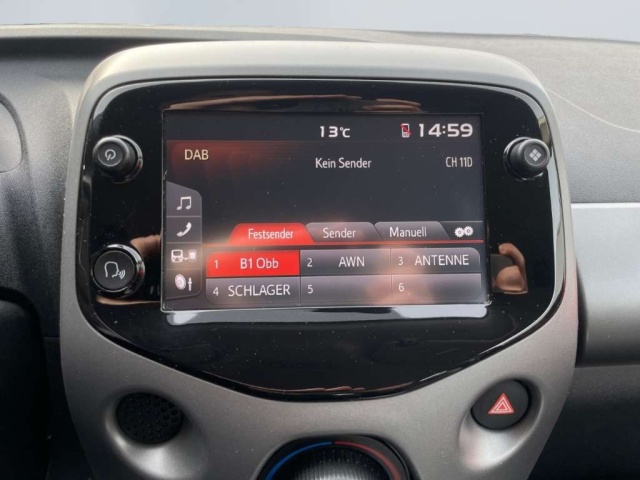 13°C 14:59
DAB
Kein Sender CH 11D
Festsender Sender Manuell
1 B1 Obb 2 AWN 3 ANTENNE
4 SCHLAGER 5 6